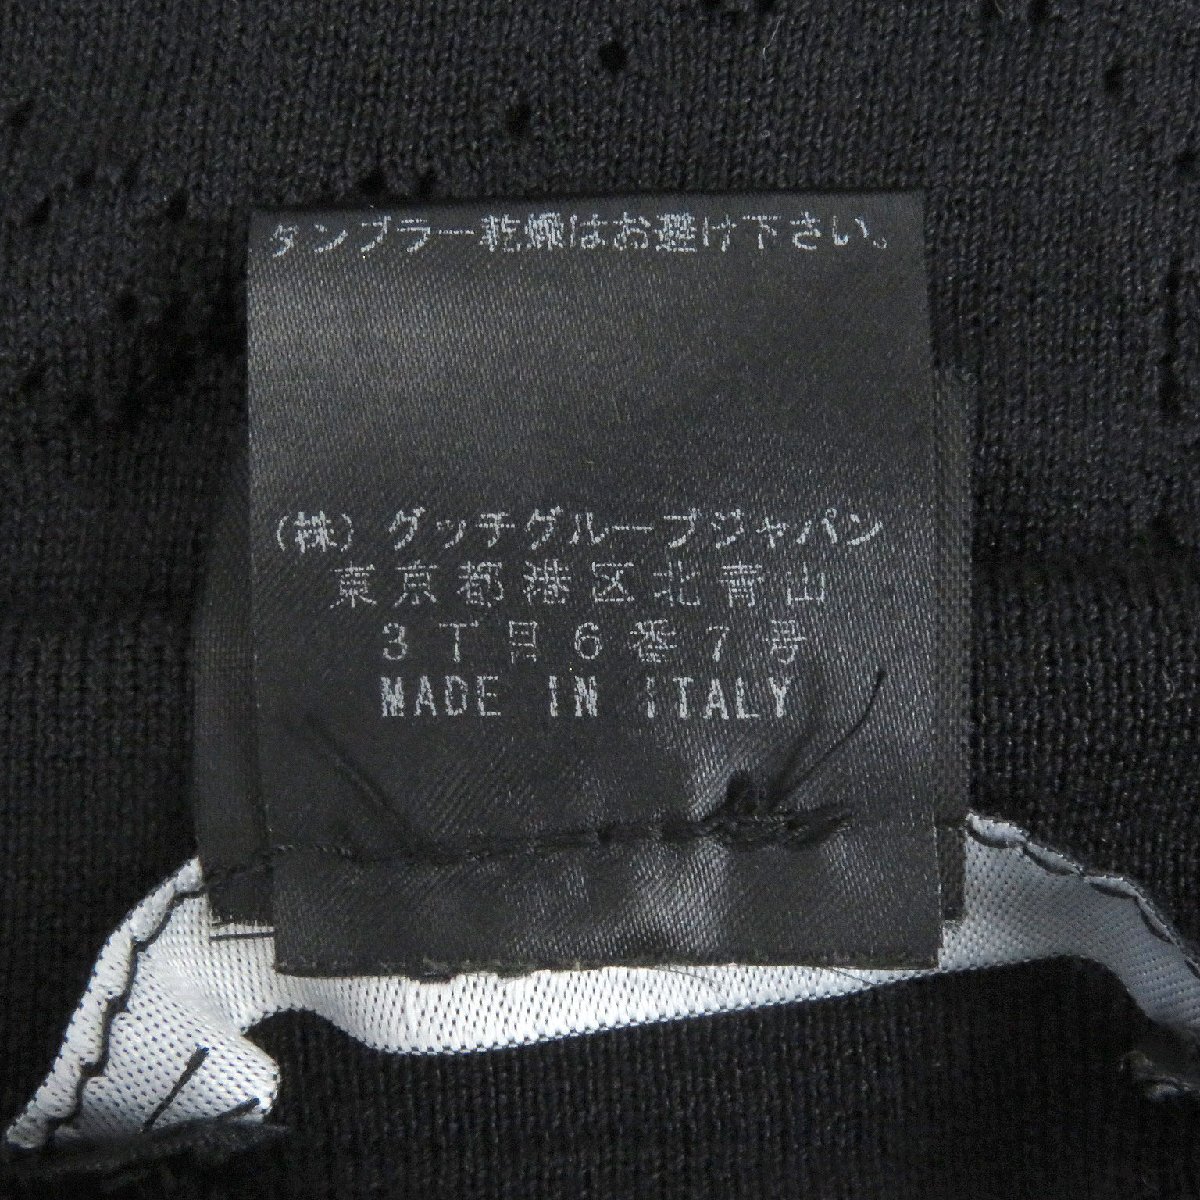 タンブラー乾燥はお避け下さい。
(株)グッチグループジャパン
東京都港区北青山
3丁目6番7号
MADE IN ITALY